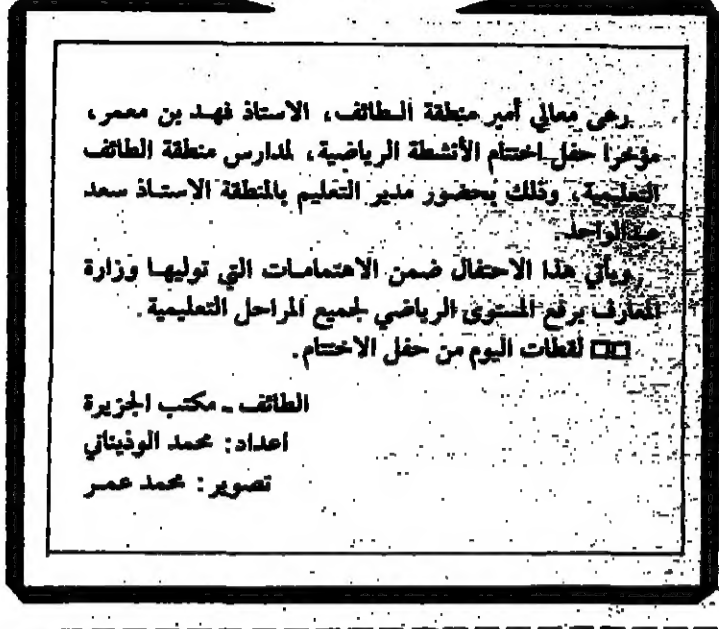 رعى معالي أمير منطقة الطائف، الاستاذ فهد بن معمر،
مؤخرا حفل اختتام الأنشطة الرياضية، لمدارس منطقة الطائف
التعليمية، وذلك بحضور مدير التعليم بالمنطقة الاستاذ سعد
عبدالواحد.
ويأتي هذا الاحتفال ضمن الاهتمامات التي توليها وزارة
المعارف برفع المستوى الرياضي لجميع المراحل التعليمية.
□□ لقطات اليوم من حفل الاختتام.
الطائف ـ مكتب الجزيرة
اعداد: محمد الوذيناني
تصوير: محمد عمر